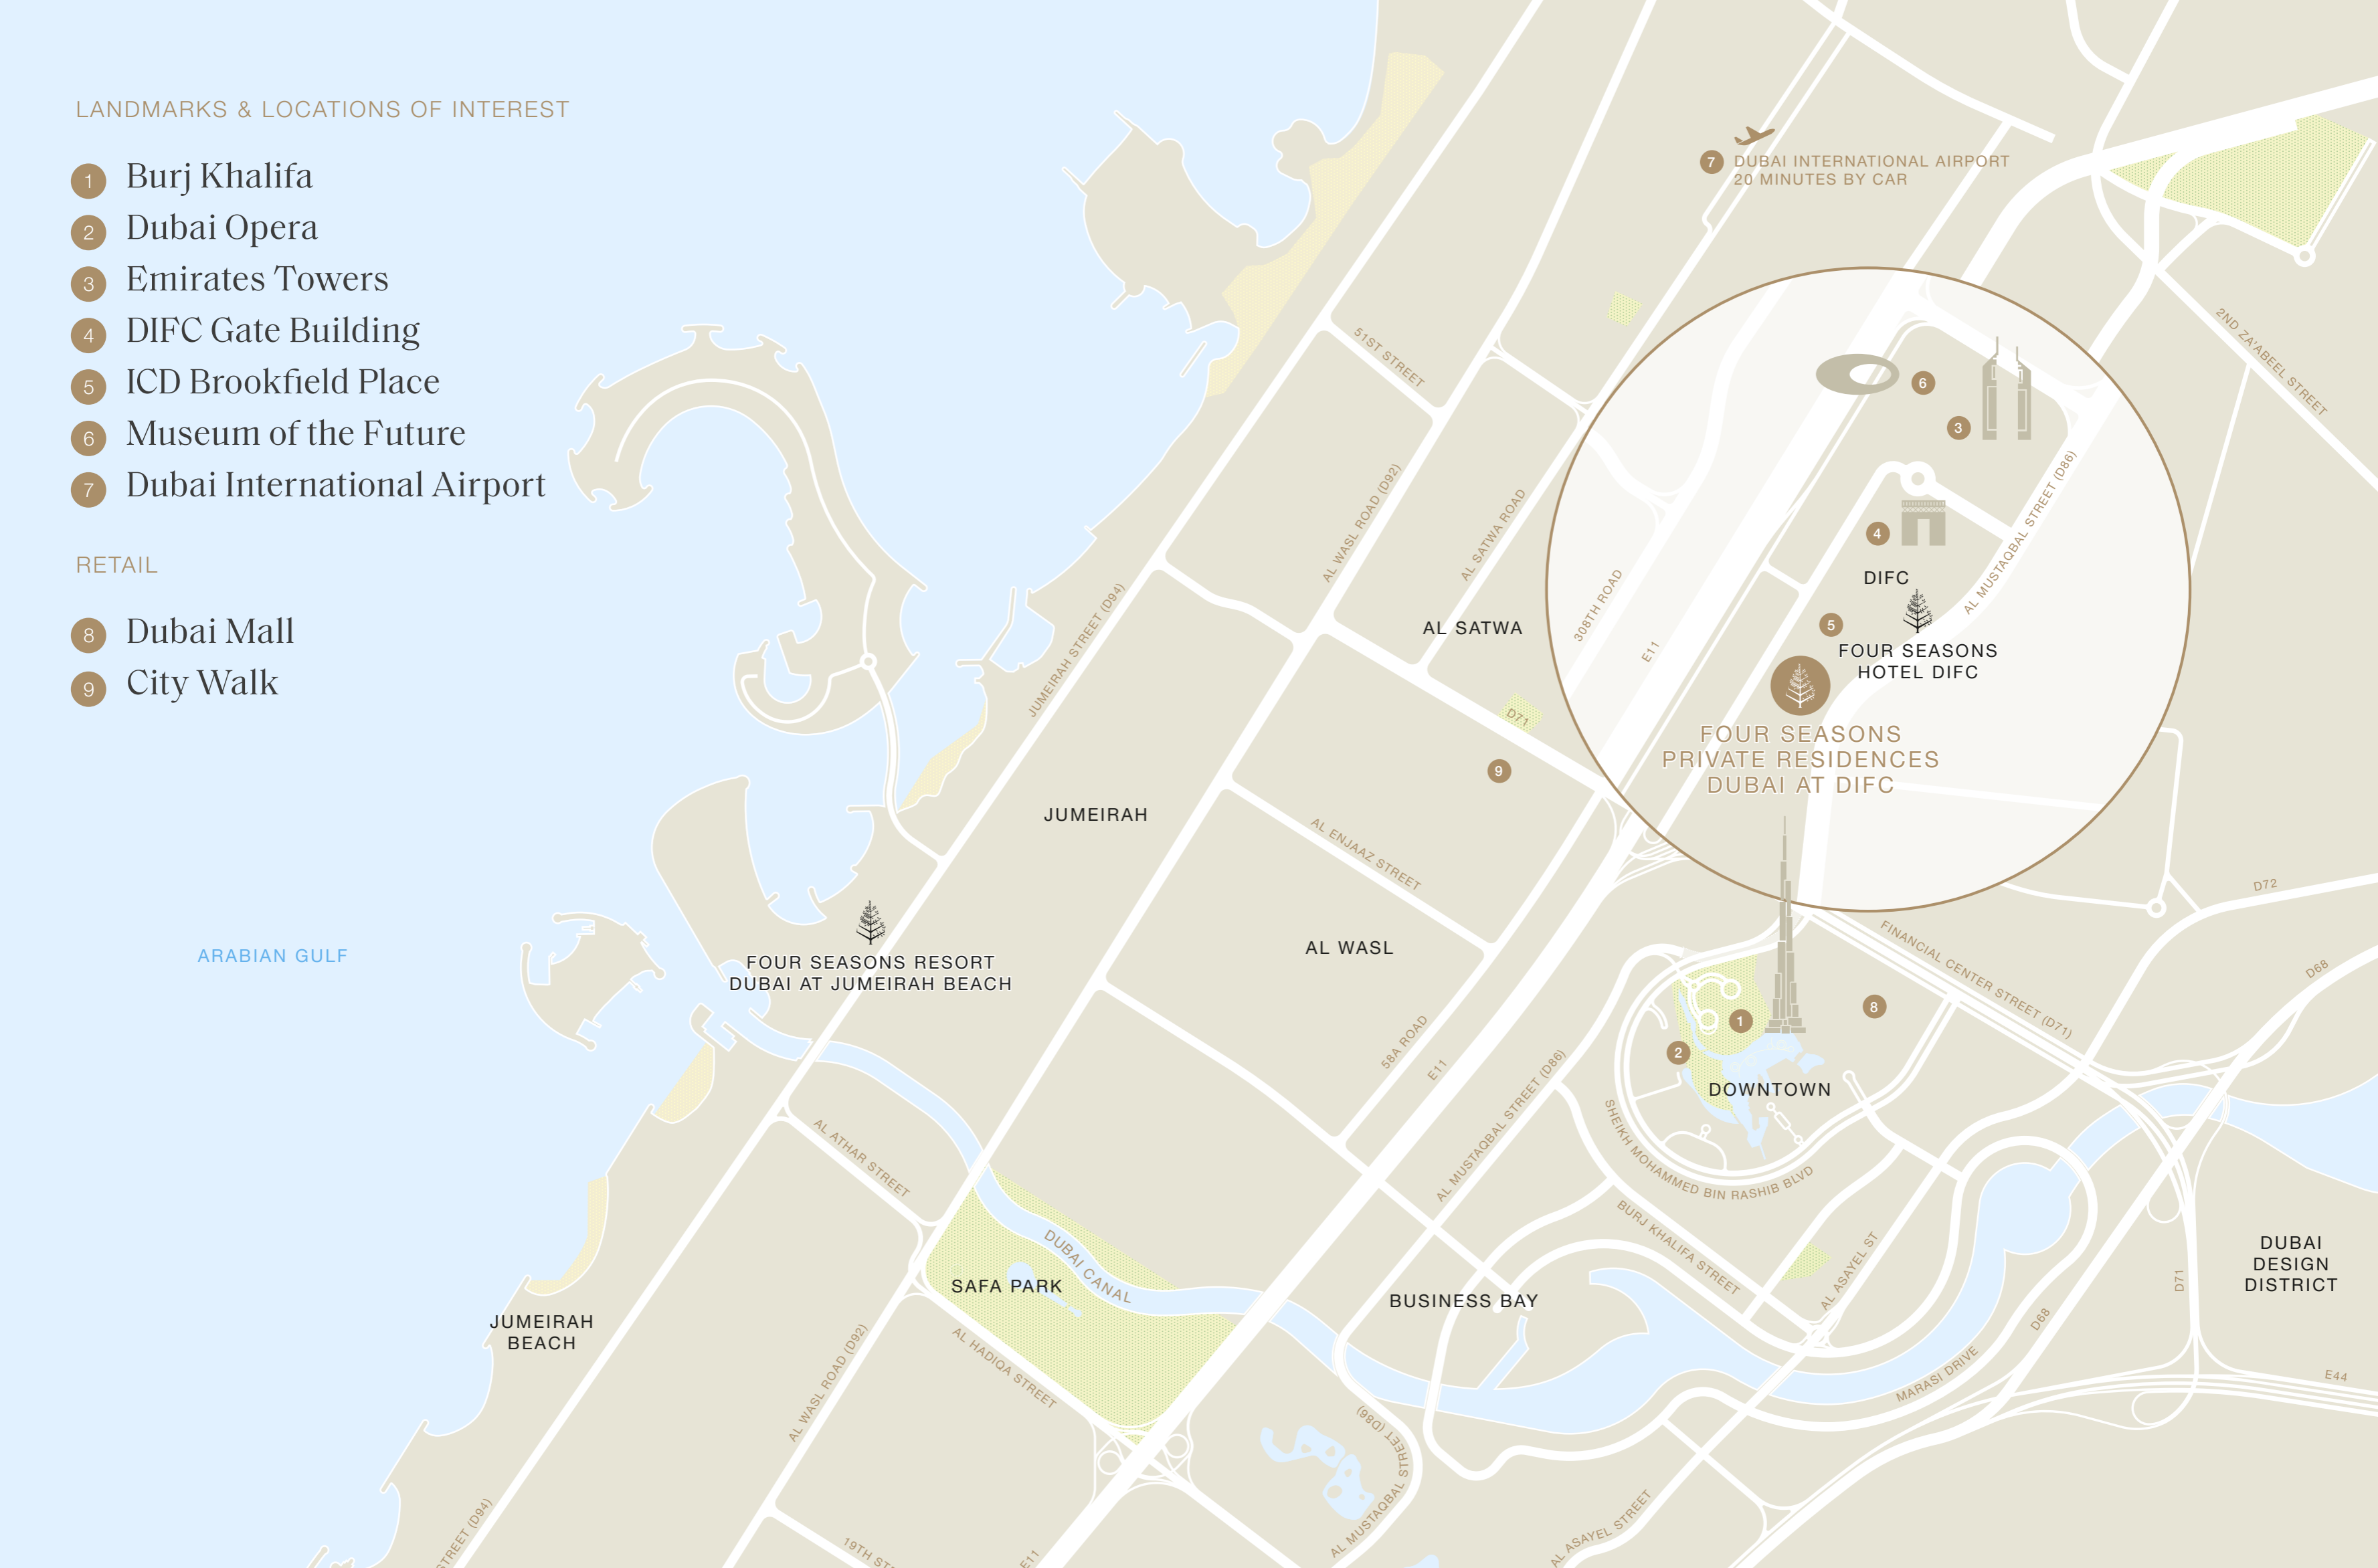 LANDMARKS & LOCATIONS OF INTEREST
1 Burj Khalifa
2 Dubai Opera
3 Emirates Towers
4 DIFC Gate Building
5 ICD Brookfield Place
6 Museum of the Future
7 Dubai International Airport
RETAIL
8 Dubai Mall
9 City Walk
7 DUBAI INTERNATIONAL AIRPORT
20 MINUTES BY CAR
2ND ZA'ABEEL STREET
51ST STREET
6
3
AL WASL ROAD (D92)
AL SATWA ROAD
AL MUSTAQBAL STREET (D86)
4
DIFC
308TH ROAD
JUMEIRAH STREET (D94)
AL SATWA
5
E11
FOUR SEASONS
HOTEL DIFC
D71
FOUR SEASONS
PRIVATE RESIDENCES
DUBAI AT DIFC
9
JUMEIRAH
AL ENJAAZ STREET
D72
ARABIAN GULF
AL WASL
FINANCIAL CENTER STREET (D71)
D68
FOUR SEASONS RESORT
DUBAI AT JUMEIRAH BEACH
8
1
2
58A ROAD
E11
DOWNTOWN
AL MUSTAQBAL STREET (D86)
SHEIKH MOHAMMED BIN RASHIB BLVD
AL ATHAR STREET
DUBAI CANAL
BURJ KHALIFA STREET
AL ASAYEL ST
DUBAI
DESIGN
DISTRICT
D71
SAFA PARK
BUSINESS BAY
JUMEIRAH
BEACH
D68
AL HADIQA STREET
AL WASL ROAD (D92)
MARASI DRIVE
E44
AL MUSTAQBAL STREET (D86)
AL MUSTAQBAL
AL ASAYEL STREET
STREET (D94)
19TH ST
E11